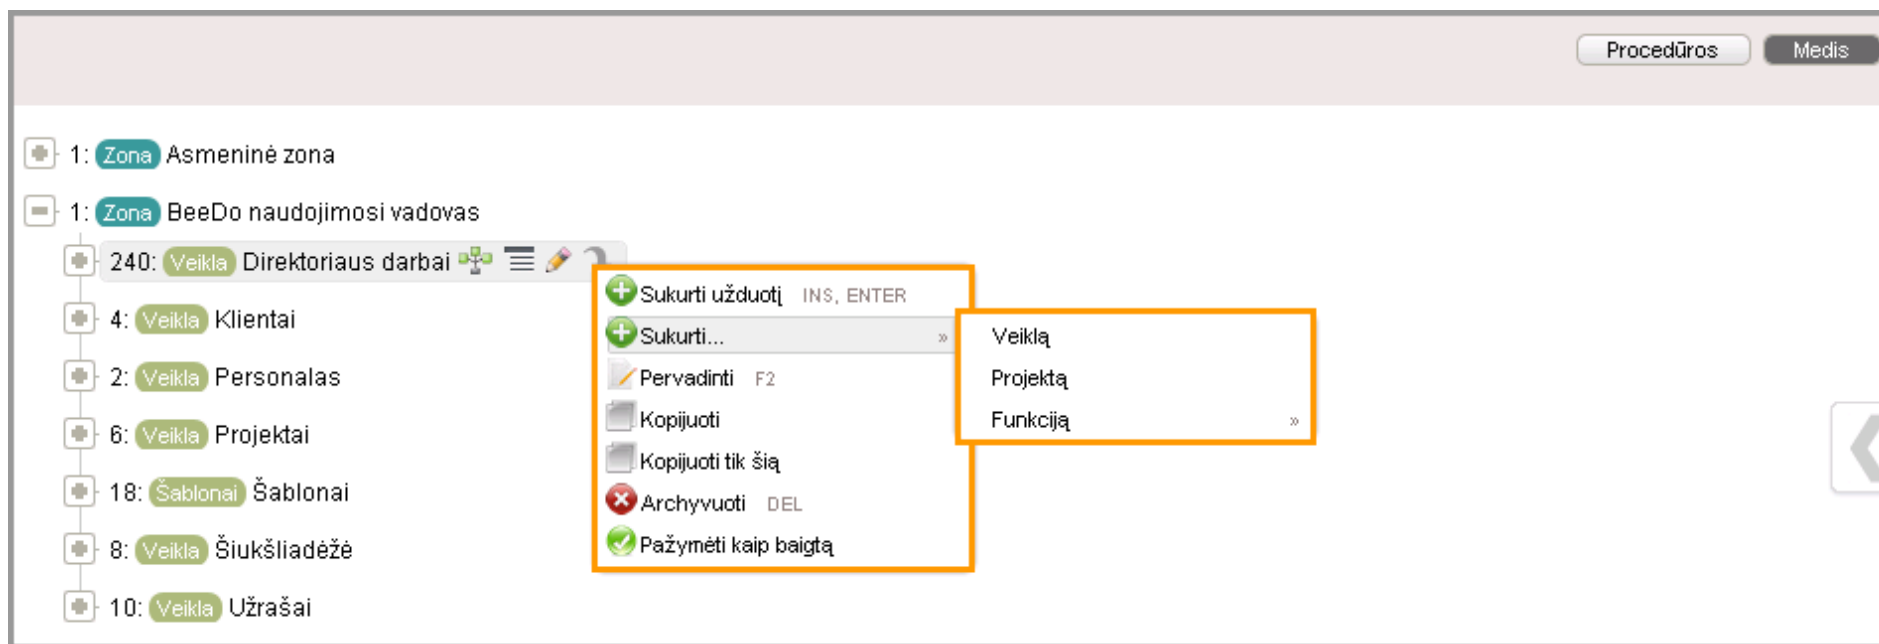 Procedūros Medis
1: Zona Asmeninė zona
1: Zona BeeDo naudojimosi vadovas
240: Veikla Direktoriaus darbai
4: Veikla Klientai
2: Veikla Personalas
6: Veikla Projektai
18: Šablonai Šablonai
8: Veikla Šiukšliadėžė
10: Veikla Užrašai
Sukurti užduotį INS, ENTER
Sukurti... »
Pervadinti F2
Kopijuoti
Kopijuoti tik šią
Archyvuoti DEL
Pažymėti kaip baigtą
Veiklą
Projektą
Funkciją »